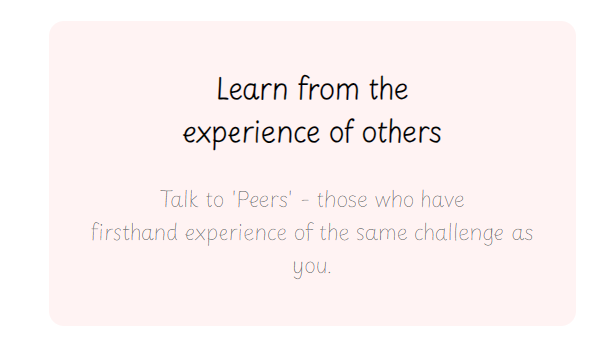 Learn from the
experience of others
Talk to 'Peers' - those who have
firsthand experience of the same challenge as
you.